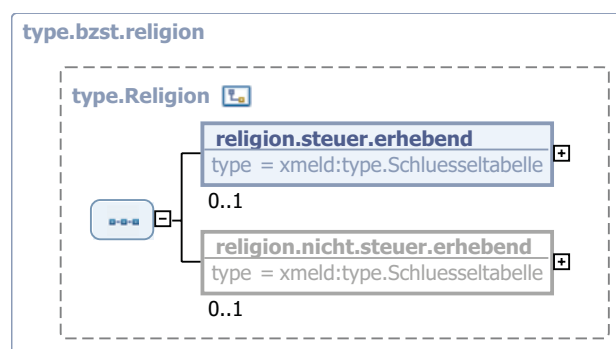 type.bzst.religion
type.Religion
religion.steuer.erhebend
type = xmeld:type.Schluesseltabelle
0..1
religion.nicht.steuer.erhebend
type = xmeld:type.Schluesseltabelle
0..1